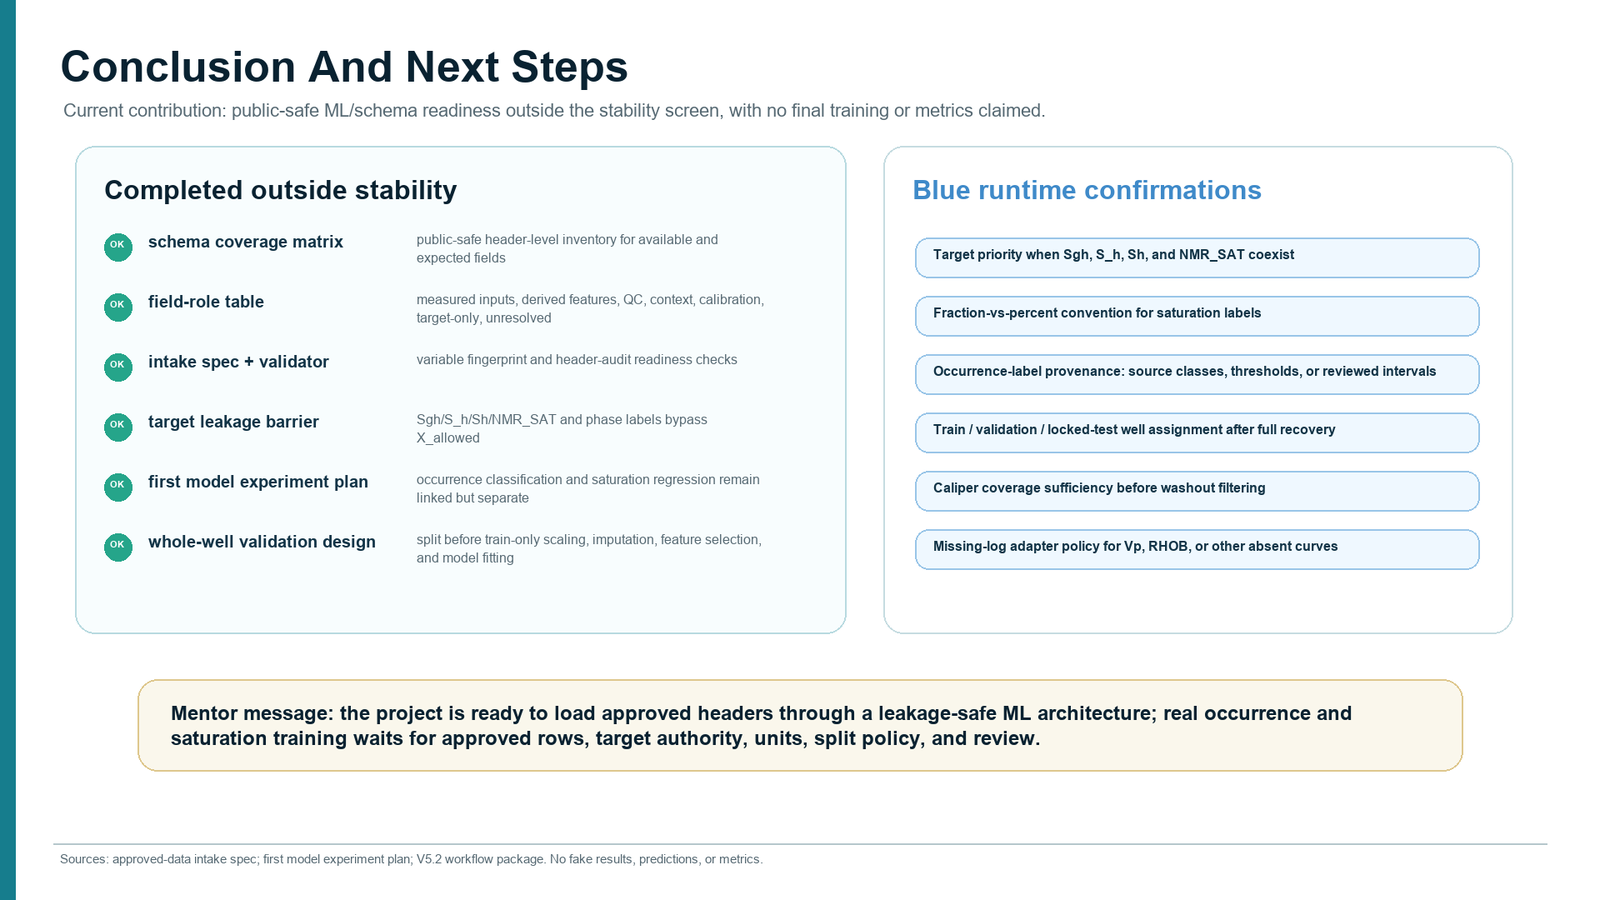 Conclusion And Next Steps
Current contribution: public-safe ML/schema readiness outside the stability screen, with no final training or metrics claimed.
Completed outside stability
OK schema coverage matrix
public-safe header-level inventory for available and
expected fields
OK field-role table
measured inputs, derived features, QC, context, calibration,
target-only, unresolved
OK intake spec + validator
variable fingerprint and header-audit readiness checks
OK target leakage barrier
Sgh/S_h/Sh/NMR_SAT and phase labels bypass
X_allowed
OK first model experiment plan
occurrence classification and saturation regression remain
linked but separate
OK whole-well validation design
split before train-only scaling, imputation, feature selection,
and model fitting
Blue runtime confirmations
Target priority when Sgh, S_h, Sh, and NMR_SAT coexist
Fraction-vs-percent convention for saturation labels
Occurrence-label provenance: source classes, thresholds, or reviewed intervals
Train / validation / locked-test well assignment after full recovery
Caliper coverage sufficiency before washout filtering
Missing-log adapter policy for Vp, RHOB, or other absent curves
Mentor message: the project is ready to load approved headers through a leakage-safe ML architecture; real occurrence and
saturation training waits for approved rows, target authority, units, split policy, and review.
Sources: approved-data intake spec; first model experiment plan; V5.2 workflow package. No fake results, predictions, or metrics.